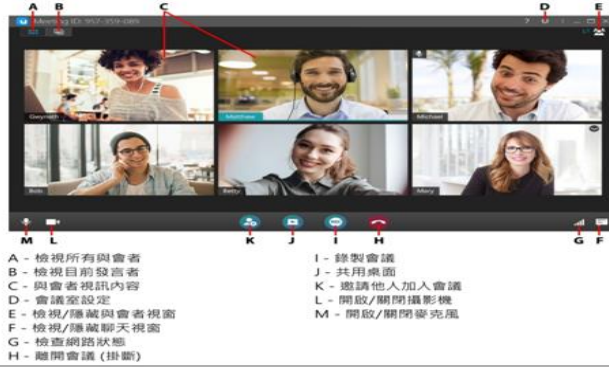 A B C D E
Meeting ID: 957-359-089
Gwyneth Matthew Michael
Bob Betty Mary
M L K J I H G F
A - 檢視所有與會者
B - 檢視目前發言者
C - 與會者視訊內容
D - 會議室設定
E - 檢視/隱藏與會者視窗
F - 檢視/隱藏聊天視窗
G - 檢查網路狀態
H - 離開會議 (掛斷)
I - 錄製會議
J - 共用桌面
K - 邀請他人加入會議
L - 開啟/關閉攝影機
M - 開啟/關閉麥克風